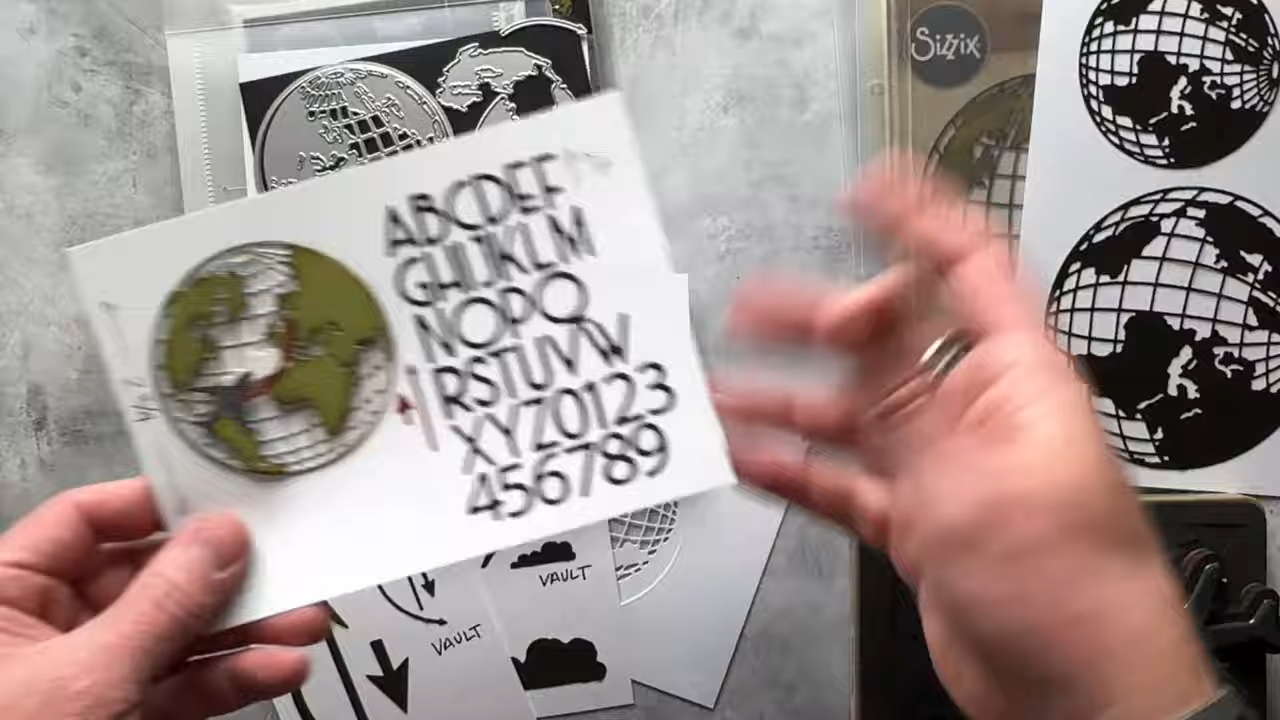 Sizzix
ABCDEF
GHIJKLM
NOPQ
RSTUVW
XYZ0123
456789
VAULT
VAULT